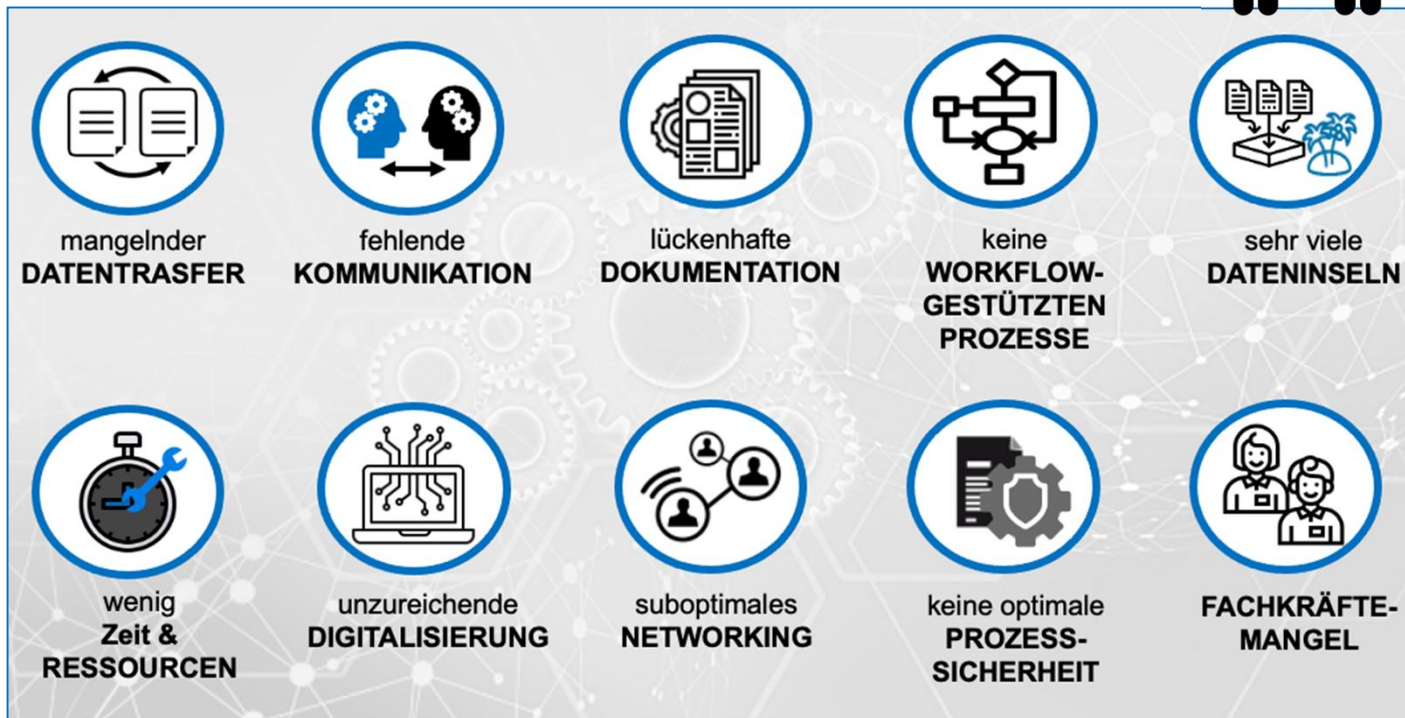 mangelnder
DATENTRASFER
fehlende
KOMMUNIKATION
lückenhafte
DOKUMENTATION
keine
WORKFLOW-
GESTÜTZTEN
PROZESSE
sehr viele
DATENINSELN
wenig
Zeit &
RESSOURCEN
unzureichende
DIGITALISIERUNG
suboptimales
NETWORKING
keine optimale
PROZESS-
SICHERHEIT
FACHKRÄFTE-
MANGEL